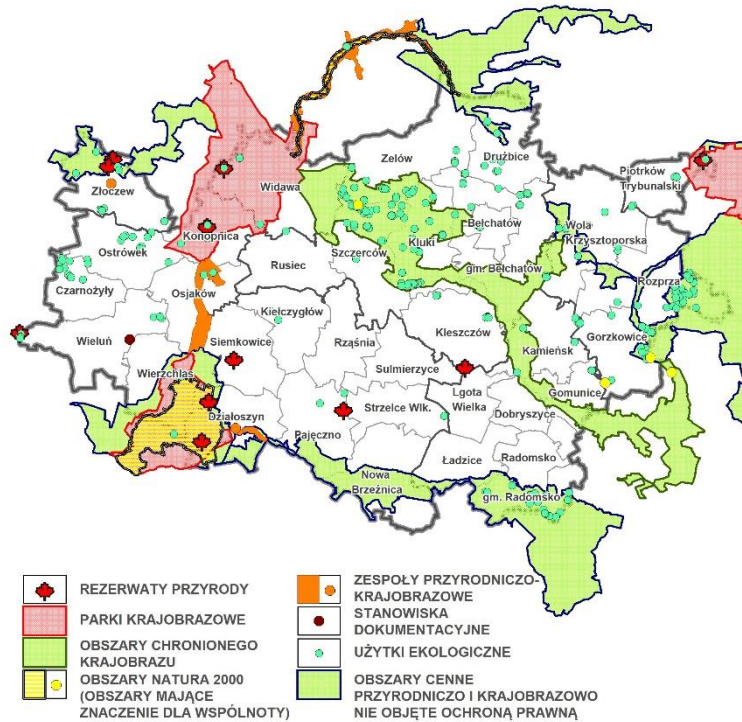 Zelów
Drużbice
Piotrków
Trybunalski
Złoczew
Widawa
Bełchatów
Wola
Krzysztoporska
Konopnica
Kluki
Ostrówek
Szczerców
Rusiec
gm. Bełchatów
Rozprza
Czarnożyły
Osjaków
Kiełczygłów
Kleszczów
Gorzkowice
Wieluń
Siemkowice
Rząśnia
Kamieńsk
Wierzchlas
Sulmierzyce
Gomunice
Działoszyn
Strzelce Wlk.
Lgota
Wielka
Dobryszyce
Pajęczno
Ładzice
Radomsko
Nowa
Brzeźnica
gm. Radomsko
REZERWATY PRZYRODY
PARKI KRAJOBRAZOWE
OBSZARY CHRONIONEGO
KRAJOBRAZU
OBSZARY NATURA 2000
(OBSZARY MAJĄCE
ZNACZENIE DLA WSPÓLNOTY)
ZESPOŁY PRZYRODNICZO-
KRAJOBRAZOWE
STANOWISKA
DOKUMENTACYJNE
UŻYTKI EKOLOGICZNE
OBSZARY CENNE
PRZYRODNICZO I KRAJOBRAZOWO
NIE OBJĘTE OCHRONĄ PRAWNĄ